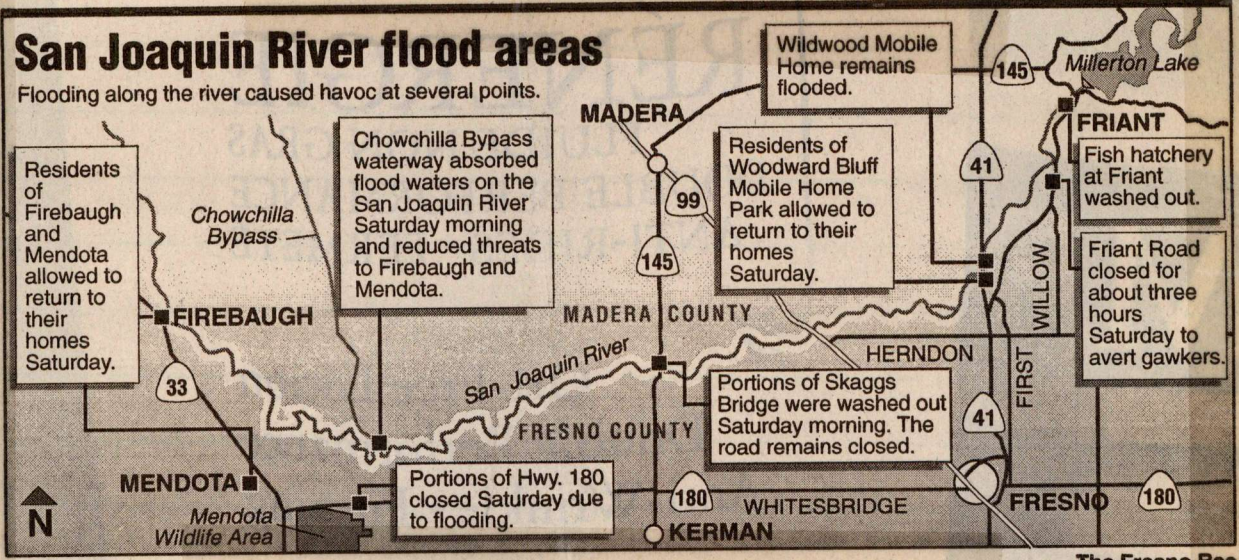 San Joaquin River flood areas
Flooding along the river caused havoc at several points.
Residents
of
Firebaugh
and
Mendota
allowed to
return to
their
homes
Saturday.
Chowchilla
Bypass
Chowchilla Bypass
waterway absorbed
flood waters on the
San Joaquin River
Saturday morning
and reduced threats
to Firebaugh and
Mendota.
MADERA
99
145
Wildwood Mobile
Home remains
flooded.
Residents of
Woodward Bluff
Mobile Home
Park allowed to
return to their
homes
Saturday.
145
Millerton Lake
41
FRIANT
Fish hatchery
at Friant
washed out.
Friant Road
closed for
about three
hours
Saturday to
avert gawkers.
WILLOW
FIREBAUGH
33
MADERA COUNTY
San Joaquin River
FRESNO COUNTY
HERNDON
FIRST
41
Portions of Skaggs
Bridge were washed out
Saturday morning. The
road remains closed.
MENDOTA
Mendota
Wildlife Area
Portions of Hwy. 180
closed Saturday due
to flooding.
180
WHITESBRIDGE
FRESNO
180
KERMAN
N